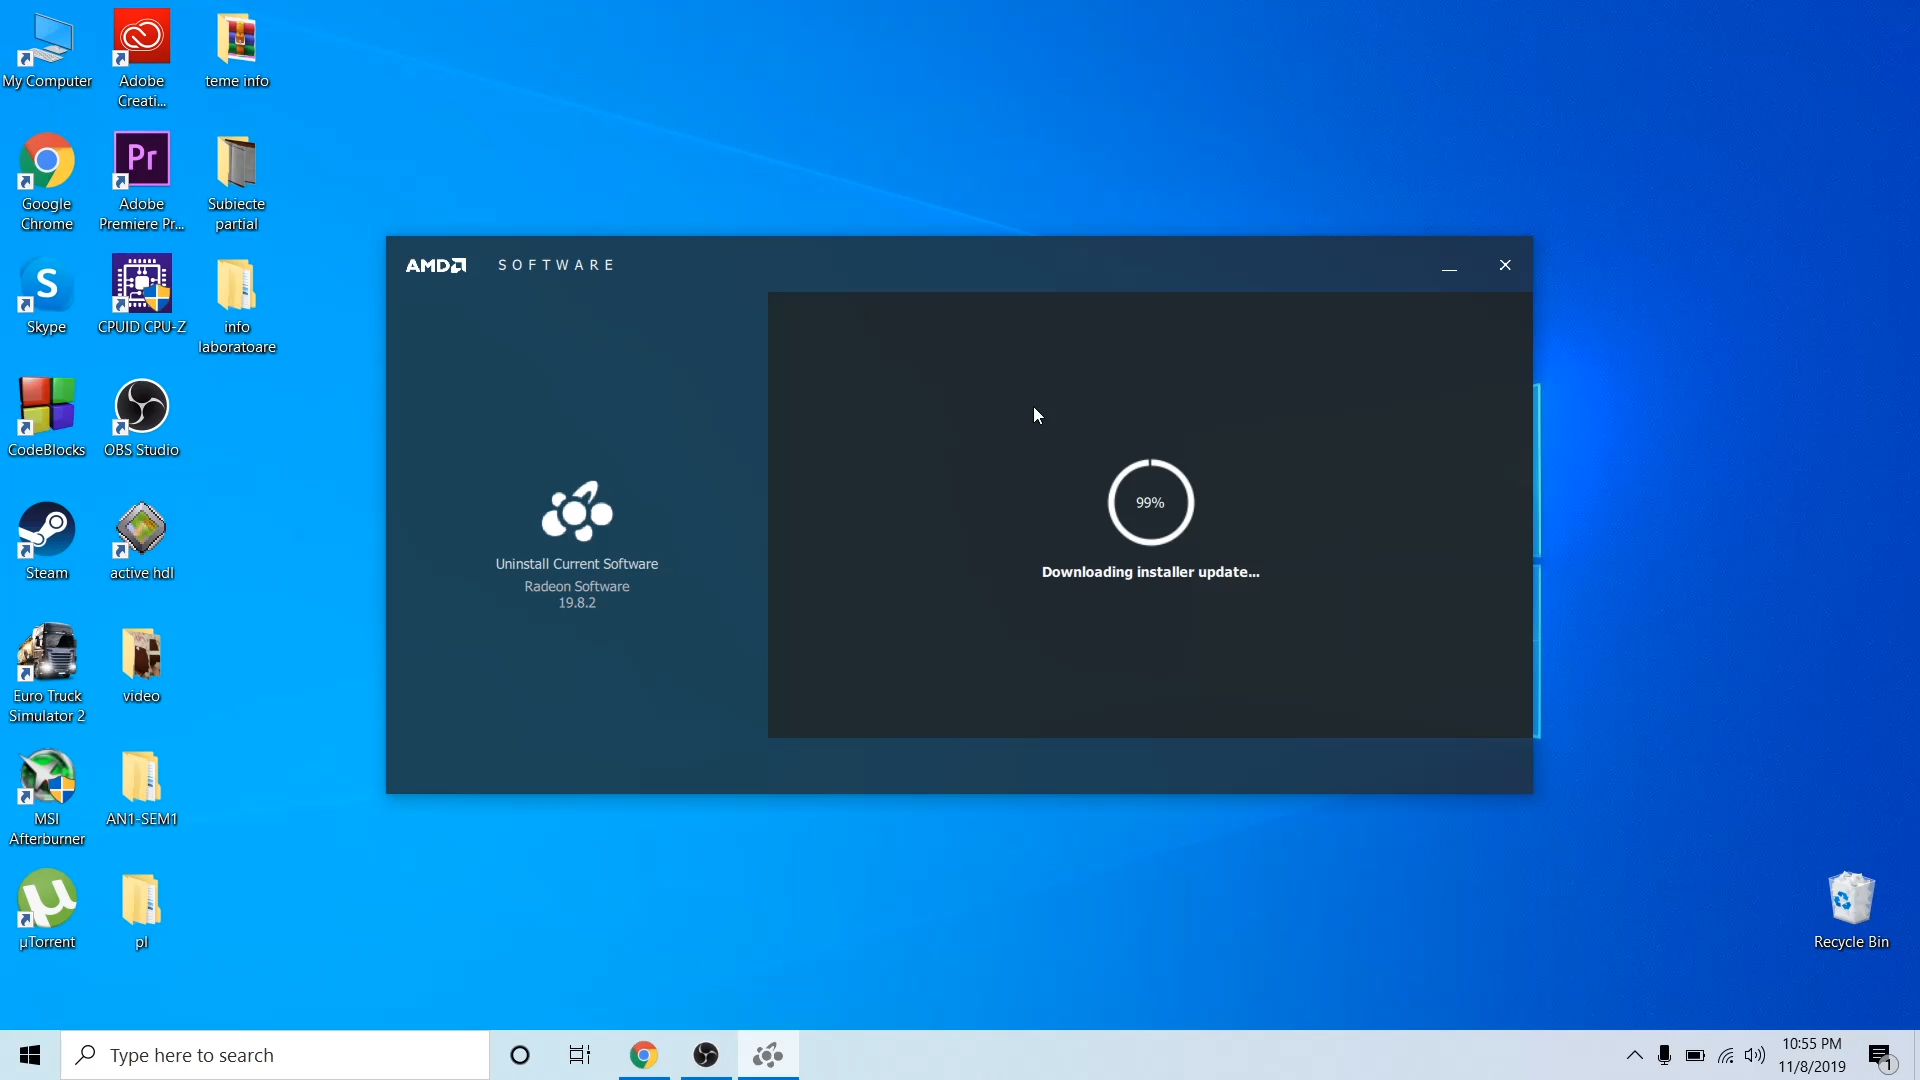 My Computer
Adobe
Creati...
teme info
Google
Chrome
Pr
Adobe
Premiere Pr...
Subiecte
partial
S
Skype
CPUID CPU-Z
info
laboratoare
CodeBlocks
OBS Studio
Steam
active hdl
Euro Truck
Simulator 2
video
MSI
Afterburner
AN1-SEM1
µTorrent
pl
AMD
SOFTWARE
Uninstall Current Software
Radeon Software
19.8.2
99%
Downloading installer update...
Recycle Bin
Type here to search
10:55 PM
11/8/2019
1